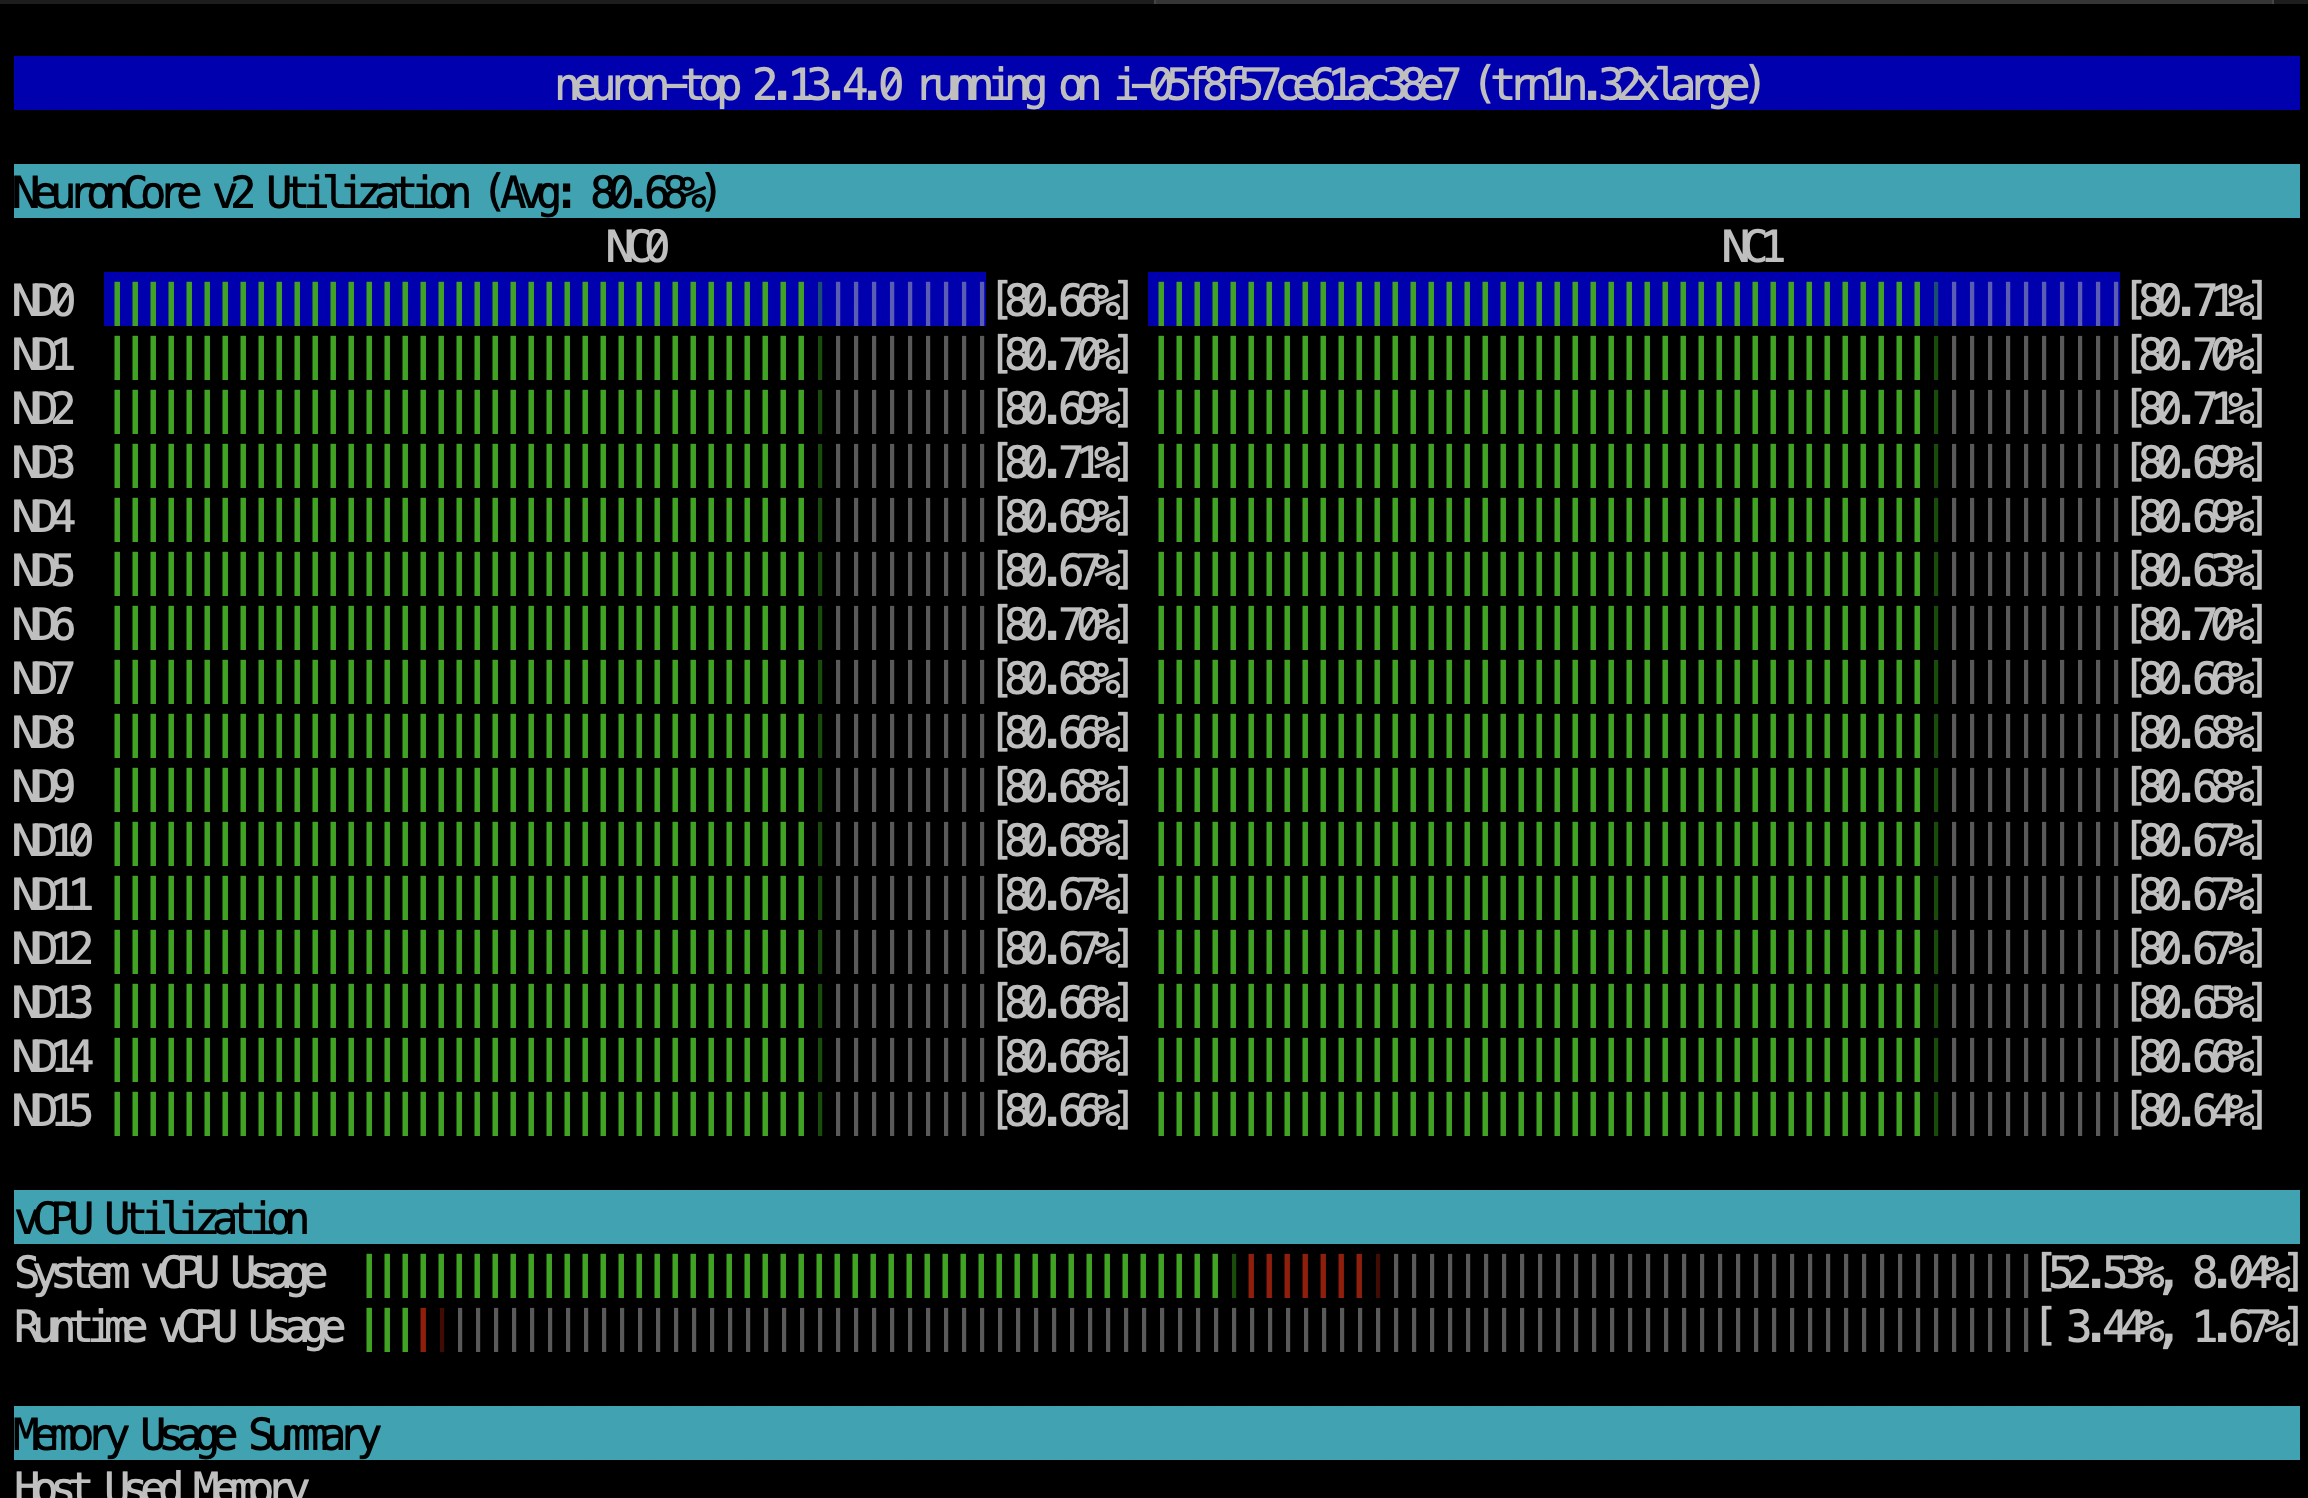 neuron-top 2.13.4.0 running on i-05f8f57ce61ac38e7 (trn1n.32xlarge)
NeuronCore v2 Utilization (Avg: 80.68%)
NC0 NC1
ND0 [80.66%] [80.71%]
ND1 [80.70%] [80.70%]
ND2 [80.69%] [80.71%]
ND3 [80.71%] [80.69%]
ND4 [80.69%] [80.69%]
ND5 [80.67%] [80.63%]
ND6 [80.70%] [80.70%]
ND7 [80.68%] [80.66%]
ND8 [80.66%] [80.68%]
ND9 [80.68%] [80.68%]
ND10 [80.68%] [80.67%]
ND11 [80.67%] [80.67%]
ND12 [80.67%] [80.67%]
ND13 [80.66%] [80.65%]
ND14 [80.66%] [80.66%]
ND15 [80.66%] [80.64%]
vCPU Utilization
System vCPU Usage [52.53%, 8.04%]
Runtime vCPU Usage [ 3.44%, 1.67%]
Memory Usage Summary
Host Used Memory